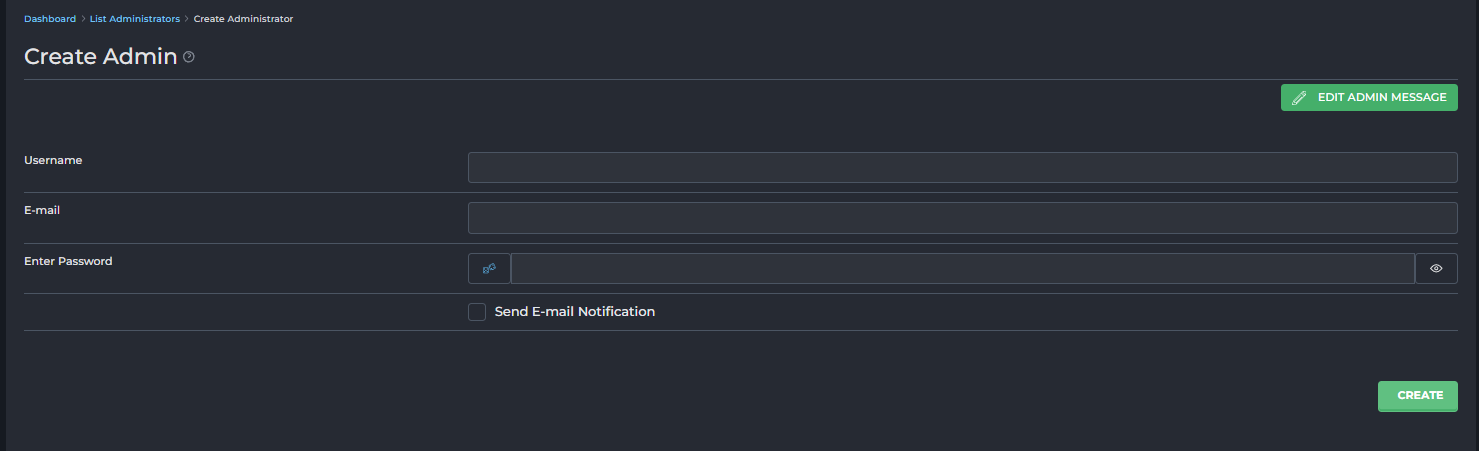 Dashboard > List Administrators > Create Administrator
Create Admin
EDIT ADMIN MESSAGE
Username
E-mail
Enter Password
Send E-mail Notification
CREATE